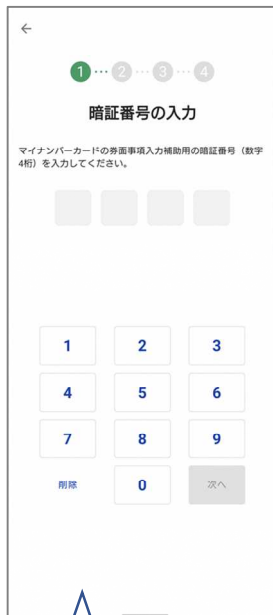 ←
1 … 2 … 3 … 4
暗証番号の入力
マイナンバーカードの券面事項入力補助用の暗証番号（数字
4桁）を入力してください。
1 2 3
4 5 6
7 8 9
削除 0 次へ